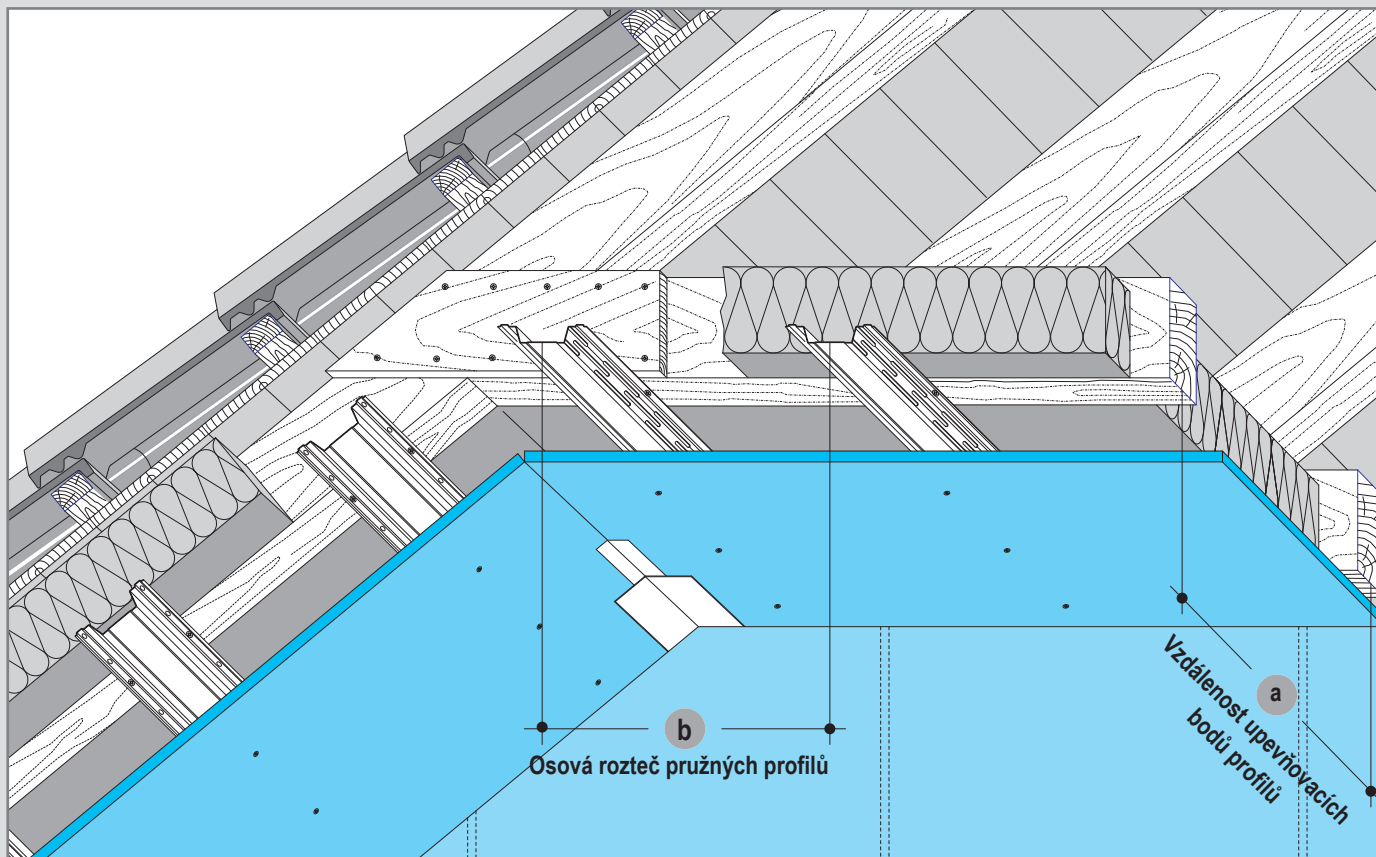 b
Osová rozteč pružných profilů
a
Vzdálenost upevňovacích
bodů profilů